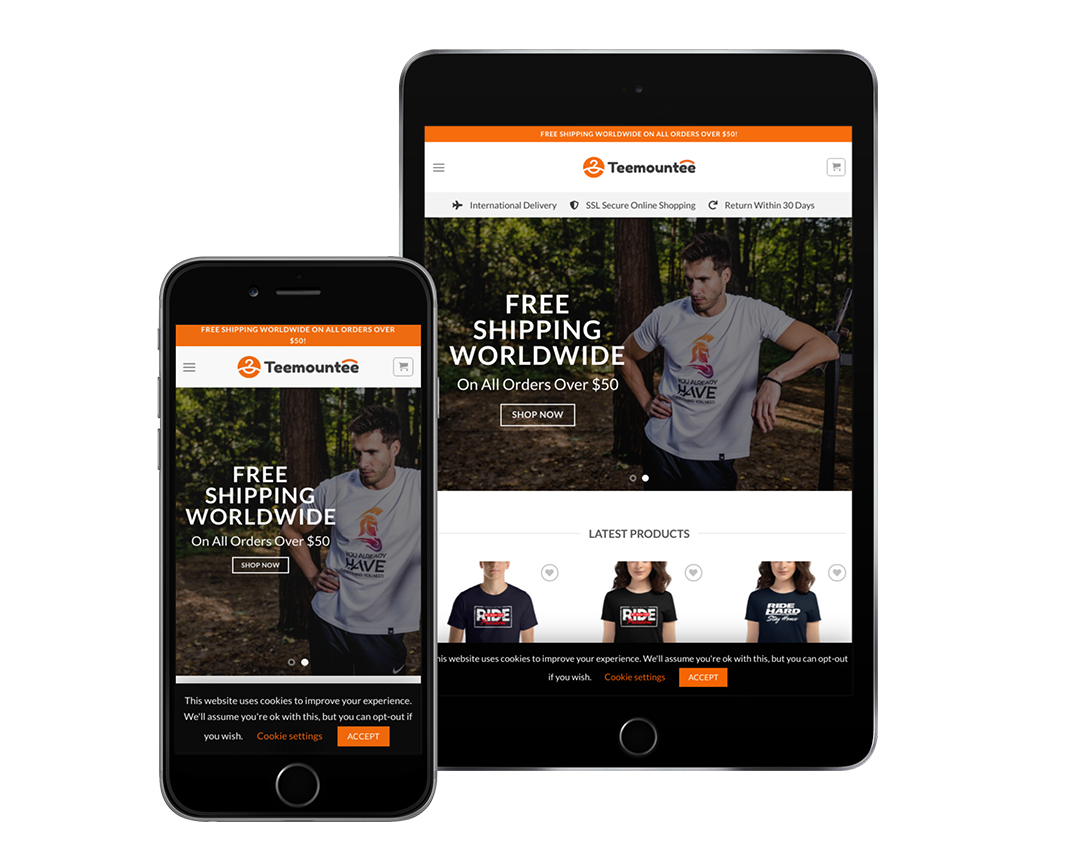 FREE SHIPPING WORLDWIDE ON ALL ORDERS OVER $50!
Teemountee
International Delivery SSL Secure Online Shopping Return Within 30 Days
FREE
SHIPPING
WORLDWIDE
On All Orders Over $50
SHOP NOW
YOU ALREADY
HAVE
LATEST PRODUCTS
RIDE
RIDE
RIDE
HARD
Stay Home
his website uses cookies to improve your experience. We'll assume you're ok with this, but you can opt-out
if you wish. Cookie settings ACCEPT
FREE SHIPPING WORLDWIDE ON ALL ORDERS OVER
$50!
Teemountee
FREE
SHIPPING
WORLDWIDE
On All Orders Over $50
SHOP NOW
YOU ALREADY
HAVE
This website uses cookies to improve your experience.
We'll assume you're ok with this, but you can opt-out if
you wish. Cookie settings ACCEPT